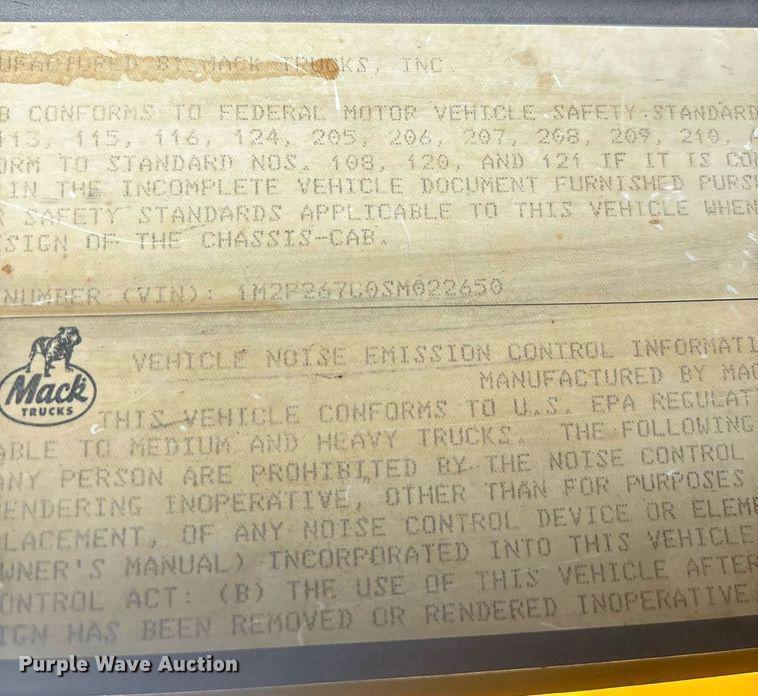 UFACTURED BY MACK TRUCKS, INC
B CONFORMS TO FEDERAL MOTOR VEHICLE SAFETY STANDARD
113, 115, 116, 124, 205, 206, 207, 208, 209, 210,
ORM TO STANDARD NOS. 108, 120, AND 121 IF IT IS CO
IN THE INCOMPLETE VEHICLE DOCUMENT FURNISHED PURS
R SAFETY STANDARDS APPLICABLE TO THIS VEHICLE WHEN
SIGN OF THE CHASSIS-CAB.
NUMBER (VIN): 1M2P267C0SM022650
Mack
TRUCKS
VEHICLE NOISE EMISSION CONTROL INFORMATI
MANUFACTURED BY MAC
THIS VEHICLE CONFORMS TO U.S. EPA REGULAT
ABLE TO MEDIUM AND HEAVY TRUCKS. THE FOLLOWING
ANY PERSON ARE PROHIBITED BY THE NOISE CONTROL
RENDERING INOPERATIVE, OTHER THAN FOR PURPOSES
LACEMENT, OF ANY NOISE CONTROL DEVICE OR ELEME
WNER'S MANUAL) INCORPORATED INTO THIS VEHICLE
ONTROL ACT: (B) THE USE OF THIS VEHICLE AFTER
IGN HAS BEEN REMOVED OR RENDERED INOPERATIVE.
Purple Wave Auction